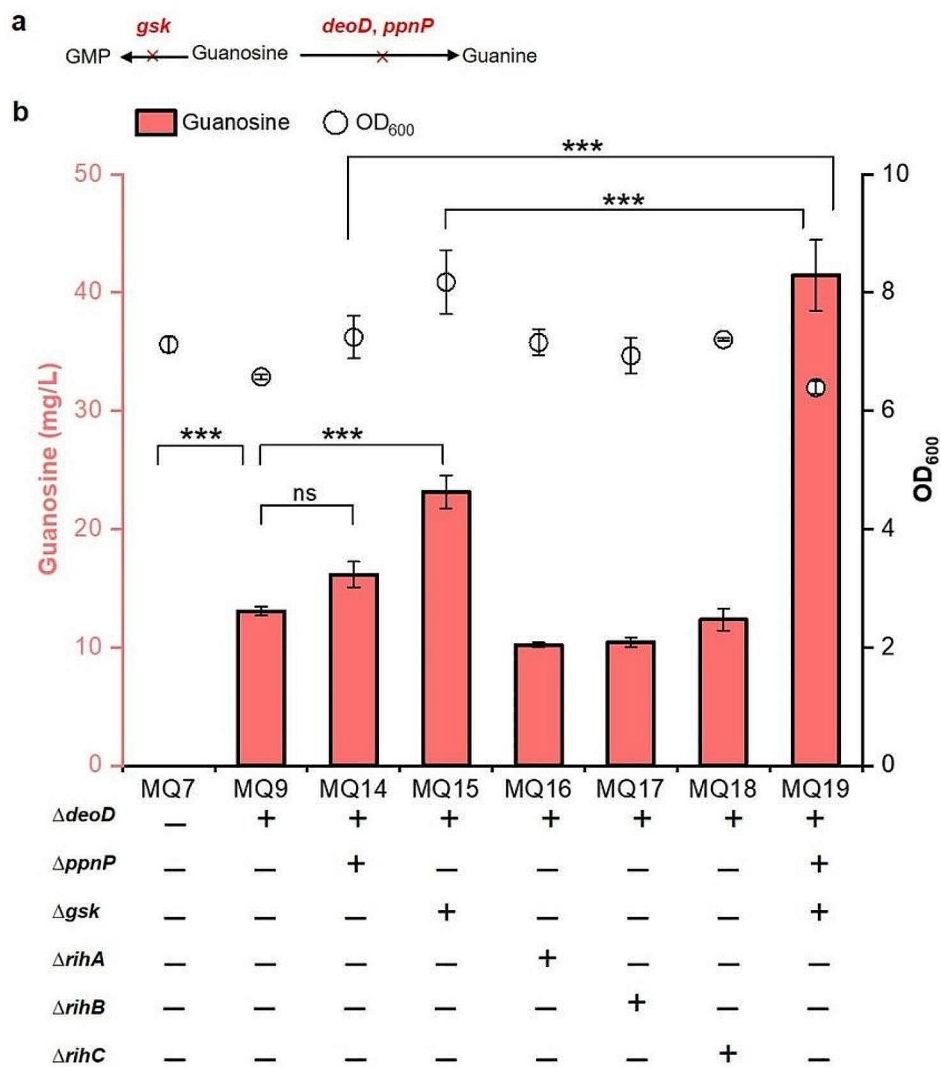 a
gsk deoD, ppnP
GMP Guanosine Guanine
b
Guanosine OD600
***
50 10
***
40 8
30 6
*** ***
ns
20 4
10 2
0 0
Guanosine (mg/L)
OD600
MQ7 MQ9 MQ14 MQ15 MQ16 MQ17 MQ18 MQ19
ΔdeoD – + + + + + + +
ΔppnP – – + – – – – +
Δgsk – – – + – – – +
ΔrihA – – – – + – – –
ΔrihB – – – – – + – –
ΔrihC – – – – – – + –